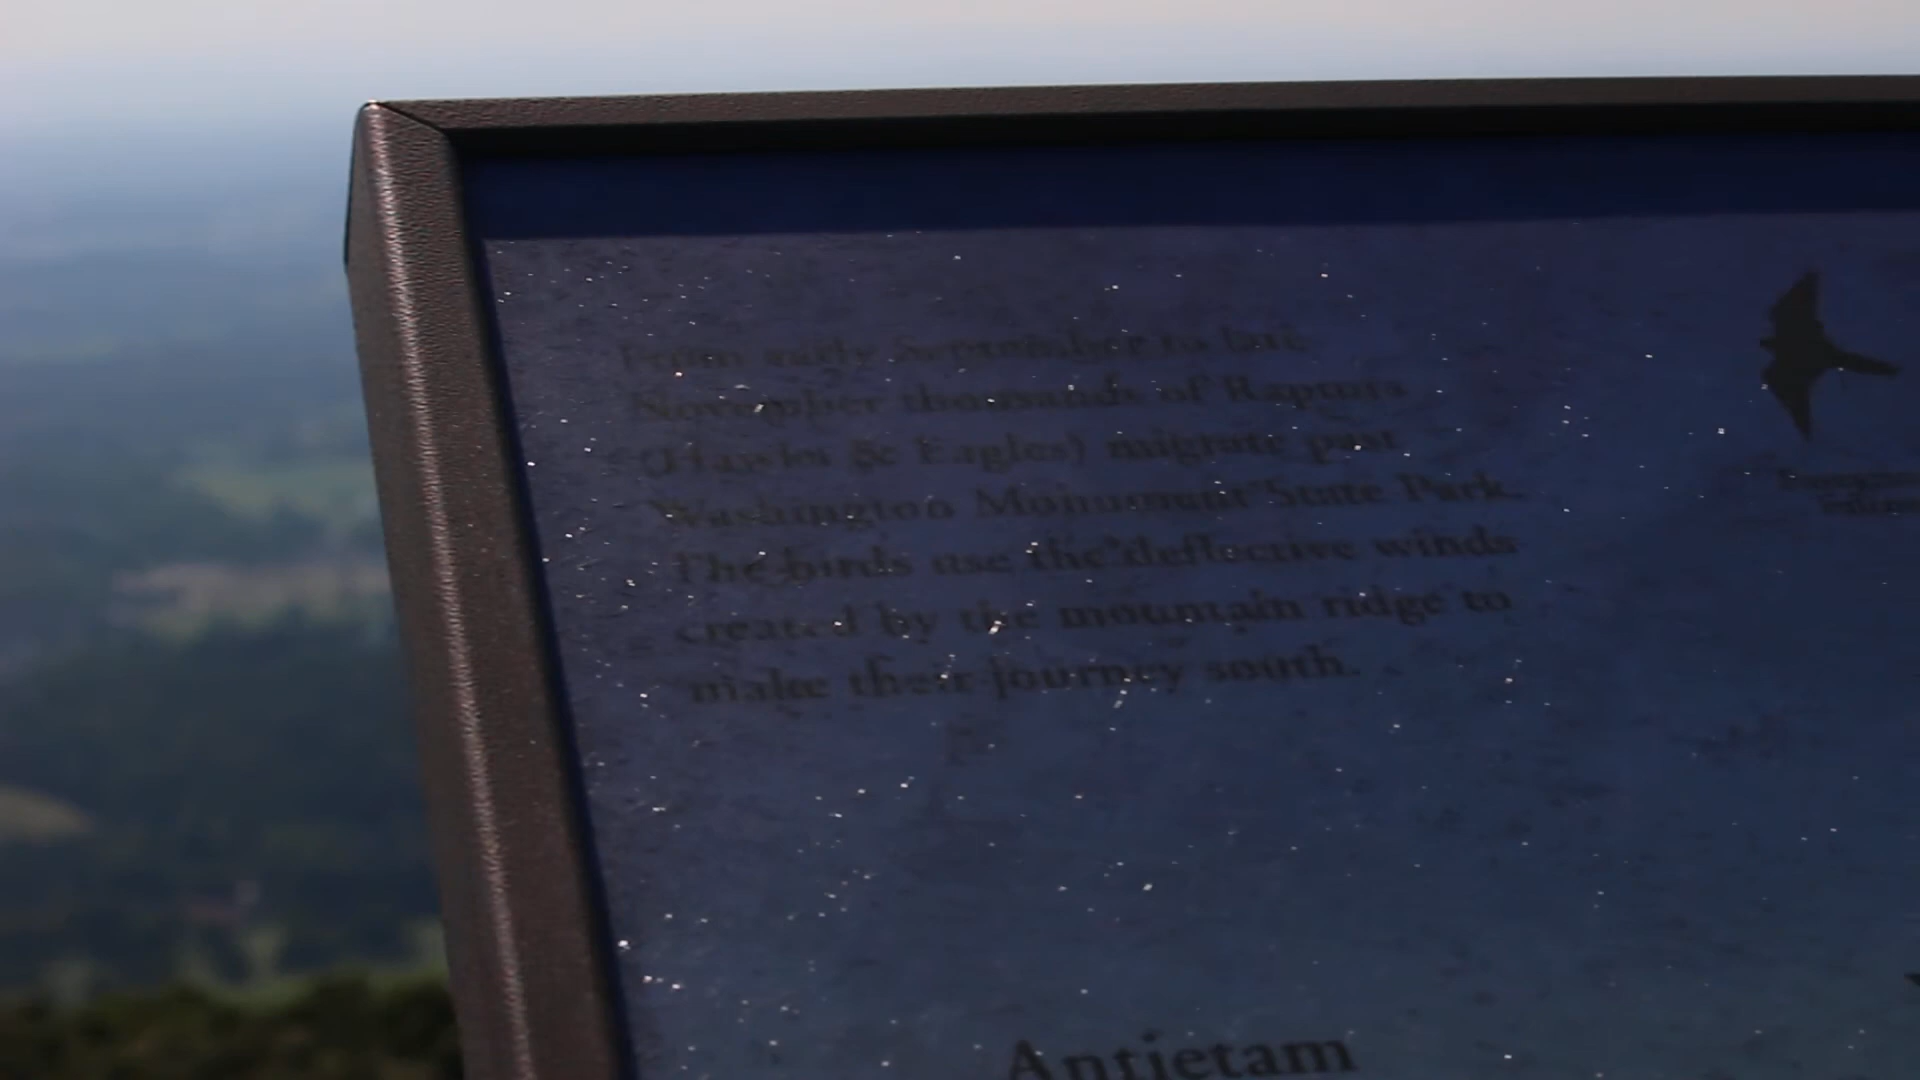 From early September to late
November thousands of Raptors
(Hawks & Eagles) migrate past
Washington Monument State Park.
The birds use the deflective winds
created by the mountain ridge to
make their journey south.
Antietam